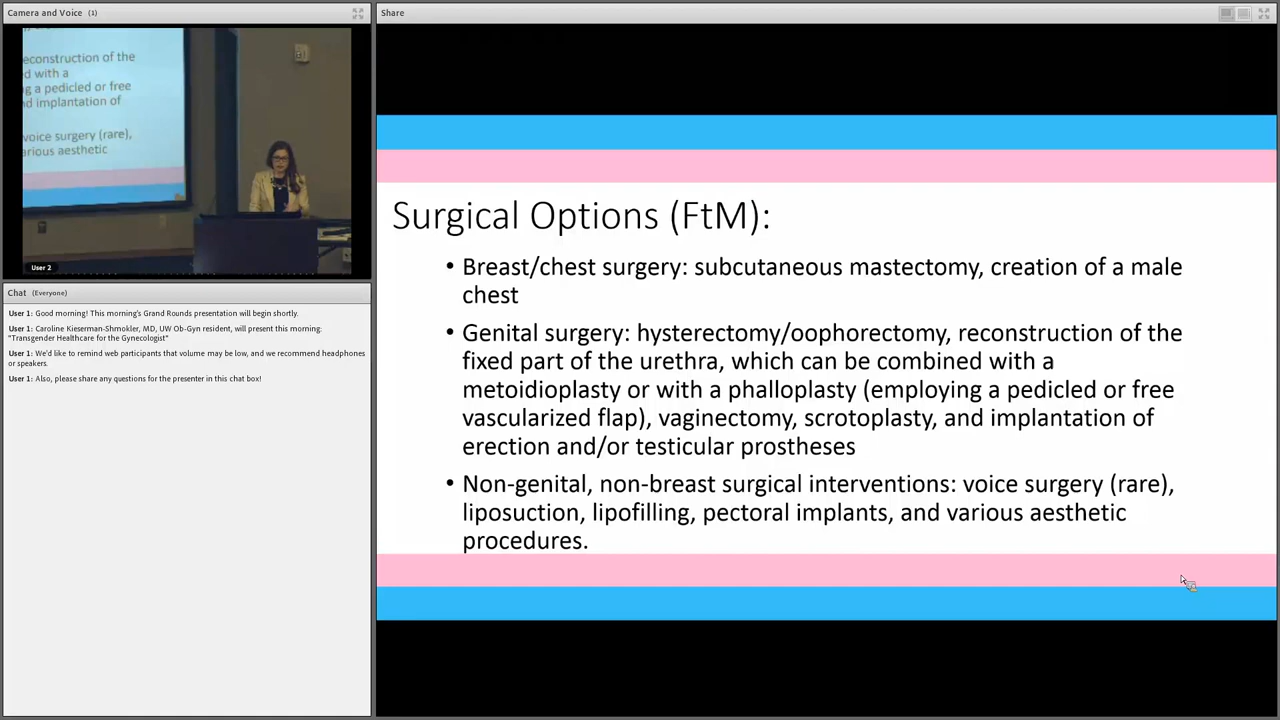 Camera and Voice (1)
econstruction of the
d with a
g a pedicled or free
nd implantation of
voice surgery (rare),
arious aesthetic
User 2
Chat (Everyone)
User 1: Good morning! This morning's Grand Rounds presentation will begin shortly.
User 1: Caroline Kieserman-Shmokler, MD, UW Ob-Gyn resident, will present this morning:
"Transgender Healthcare for the Gynecologist"
User 1: We'd like to remind web participants that volume may be low, and we recommend headphones
or speakers.
User 1: Also, please share any questions for the presenter in this chat box!
Share
Surgical Options (FtM):
• Breast/chest surgery: subcutaneous mastectomy, creation of a male
chest
• Genital surgery: hysterectomy/oophorectomy, reconstruction of the
fixed part of the urethra, which can be combined with a
metoidioplasty or with a phalloplasty (employing a pedicled or free
vascularized flap), vaginectomy, scrotoplasty, and implantation of
erection and/or testicular prostheses
• Non-genital, non-breast surgical interventions: voice surgery (rare),
liposuction, lipofilling, pectoral implants, and various aesthetic
procedures.